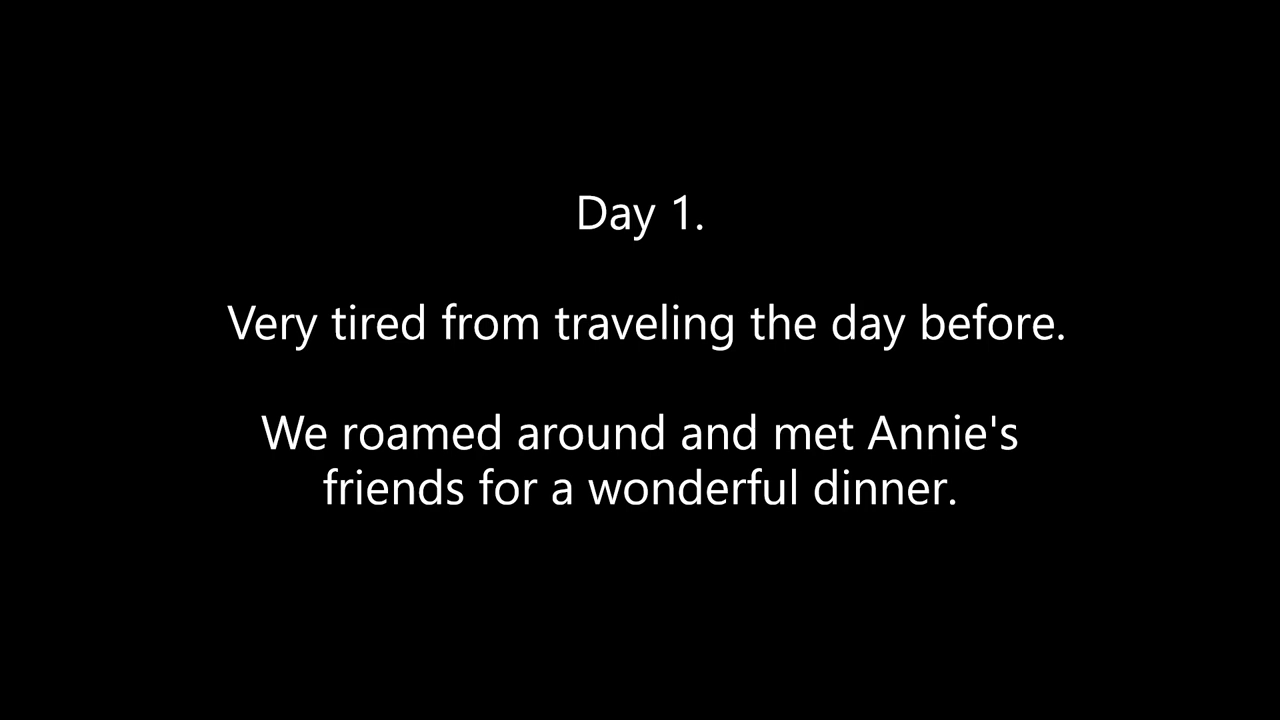 Day 1.
Very tired from traveling the day before.
We roamed around and met Annie's
friends for a wonderful dinner.